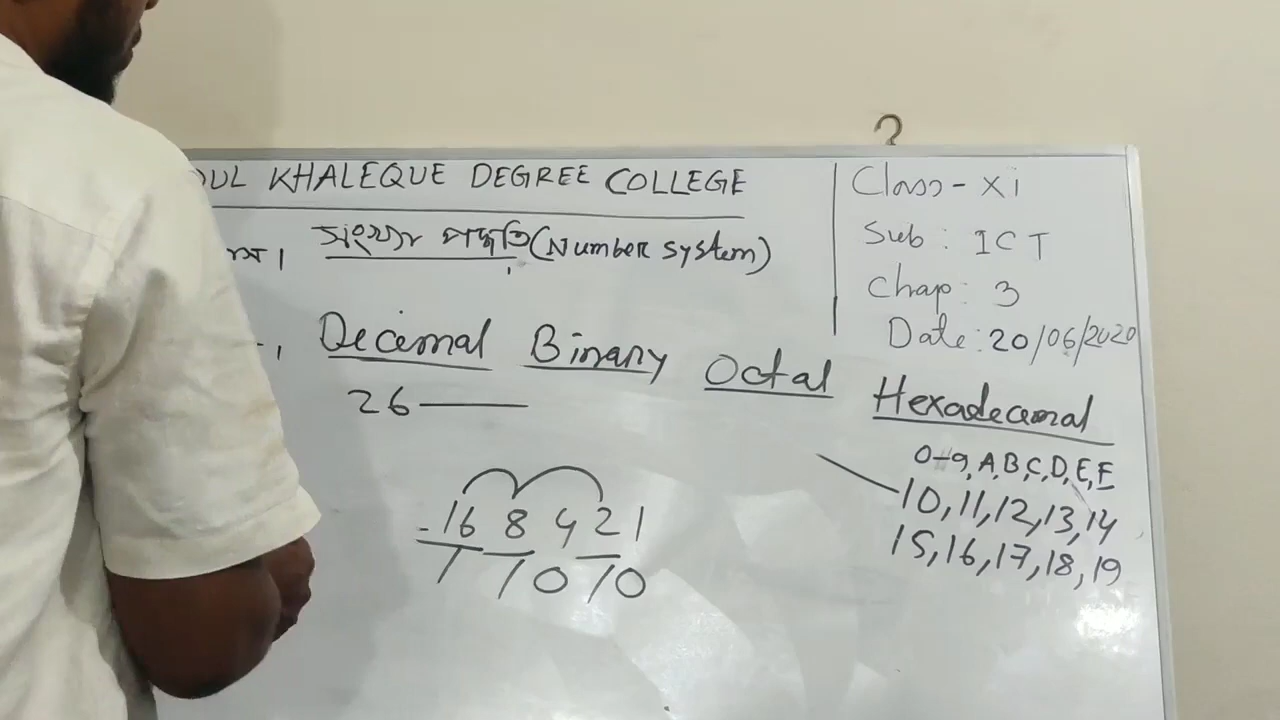 KHALEQUE DEGREE COLLEGE
সংখ্যা পদ্ধতি (Number system)
Class - Xi
Sub : ICT
Chap : 3
Date : 20/06/2020
Decimal Binary Octal Hexadecemal
26
0-9, A, B, C, D, E, F
10, 11, 12, 13, 14
15, 16, 17, 18, 19
16 8 4 2 1
1 1 0 1 0